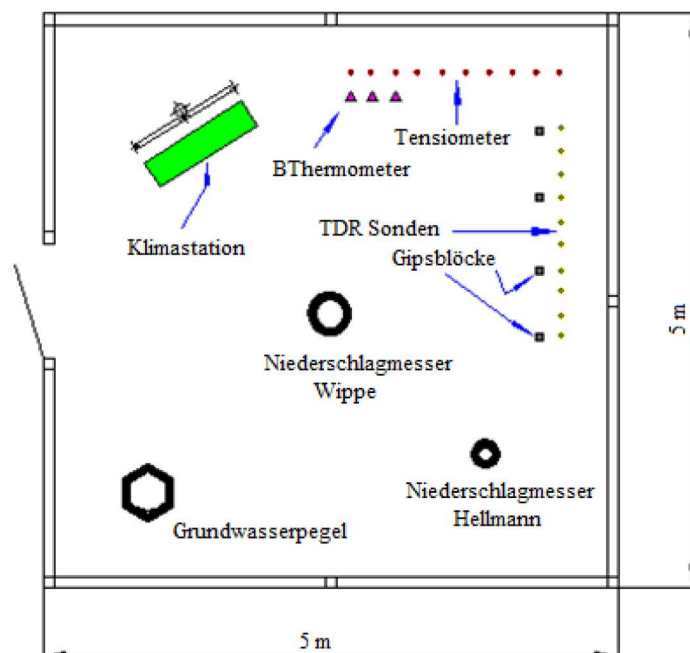 Tensiometer
BThermometer
TDR Sonden
Klimastation
Gipsblöcke
5 m
Niederschlagmesser
Wippe
Niederschlagmesser
Hellmann
Grundwasserpegel
5 m